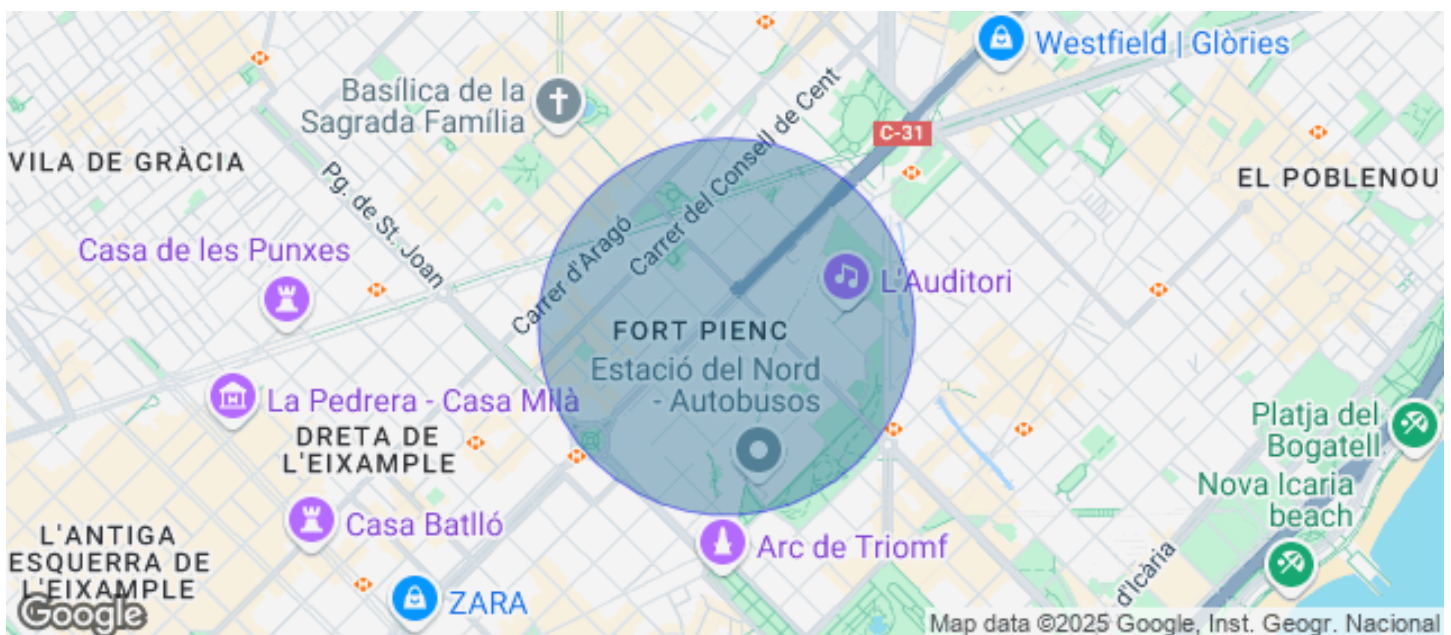 Westfield | Glòries
Basílica de la
Sagrada Família
Carrer del Consell de Cent
C-31
VILA DE GRÀCIA
EL POBLENOU
Pg. de St. Joan
Casa de les Punxes
Carrer d'Aragó
L'Auditori
FORT PIENC
Estació del Nord
- Autobusos
La Pedrera - Casa Milà
DRETA DE
L'EIXAMPLE
Platja del
Bogatell
Nova Icaria
beach
Casa Batlló
Arc de Triomf
L'ANTIGA
ESQUERRA DE
L'EIXAMPLE
d'Icària
ZARA
Google
Map data ©2025 Google, Inst. Geogr. Nacional